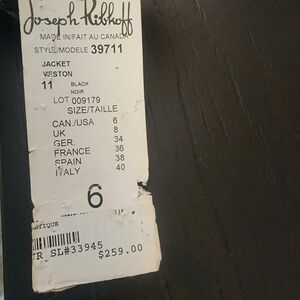 Joseph Ribkoff
MADE IN/FAIT AU CANADA
STYLE/MODELE 39711
JACKET
VESTON
11 BLACK
NOIR
LOT 009179
SIZE/TAILLE
CAN./USA 6
UK 8
GER. 34
FRANCE 36
SPAIN 38
ITALY 40
6
SL#33945
$259.00